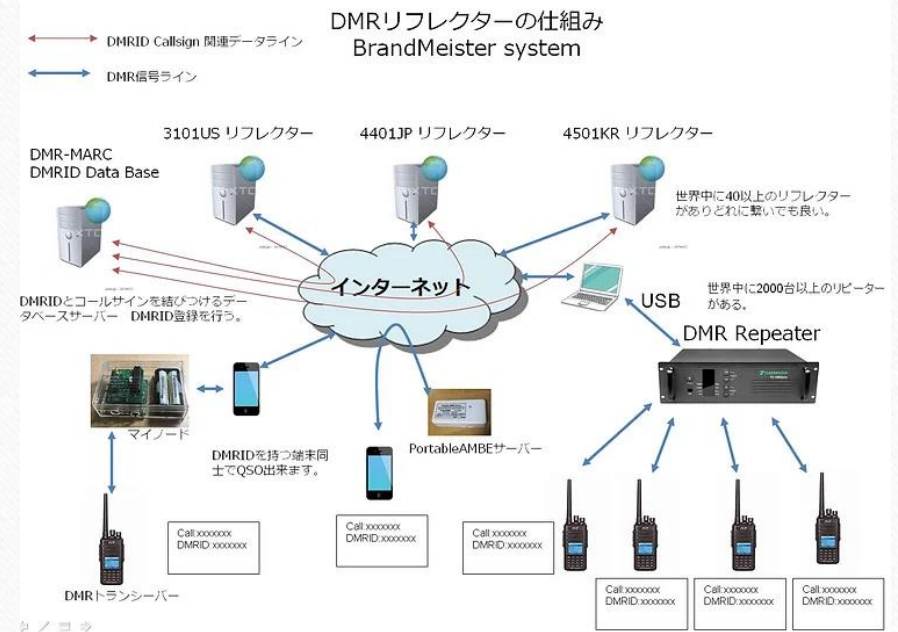 DMRリフレクターの仕組み
BrandMeister system
DMRID Callsign 関連データライン
DMR信号ライン
3101US リフレクター
4401JP リフレクター
4501KR リフレクター
DMR-MARC
DMRID Data Base
世界中に40以上のリフレクター
がありどれに繋いでも良い。
インターネット
DMRIDとコールサインを結びつけるデー
タベースサーバー　DMRID登録を行う。
USB
世界中に2000台以上のリピーター
がある。
DMR Repeater
マイノード
DMRIDを持つ端末同
士でQSO出来ます。
PortableAMBEサーバー
Call:xxxxxxx
DMRID:xxxxxxx
Call:xxxxxxx
DMRID:xxxxxxx
Call:xxxxxxx
DMRID:xxxxxxx
DMRトランシーバー
Call:xxxxxxx
DMRID:xxxxxxx
Call:xxxxxxx
DMRID:xxxxxxx
Call:xxxxxxx
DMRID:xxxxxxx